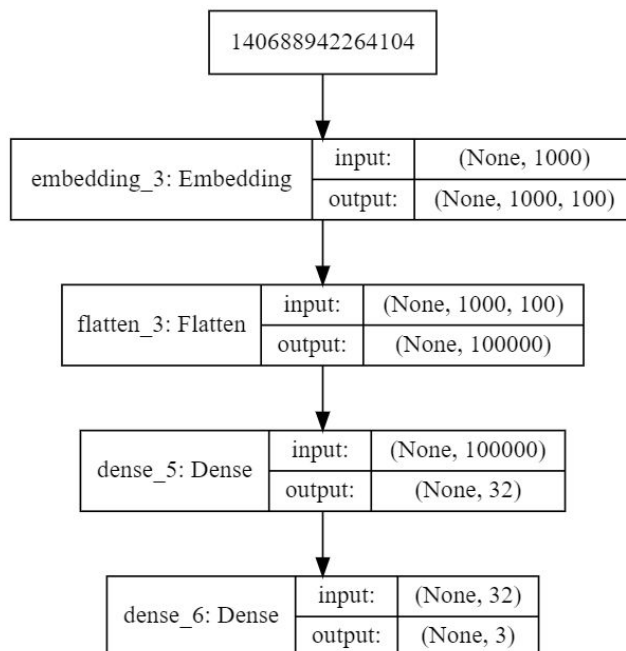 140688942264104
embedding_3: Embedding
input:
(None, 1000)
output:
(None, 1000, 100)
flatten_3: Flatten
input:
(None, 1000, 100)
output:
(None, 100000)
dense_5: Dense
input:
(None, 100000)
output:
(None, 32)
dense_6: Dense
input:
(None, 32)
output:
(None, 3)